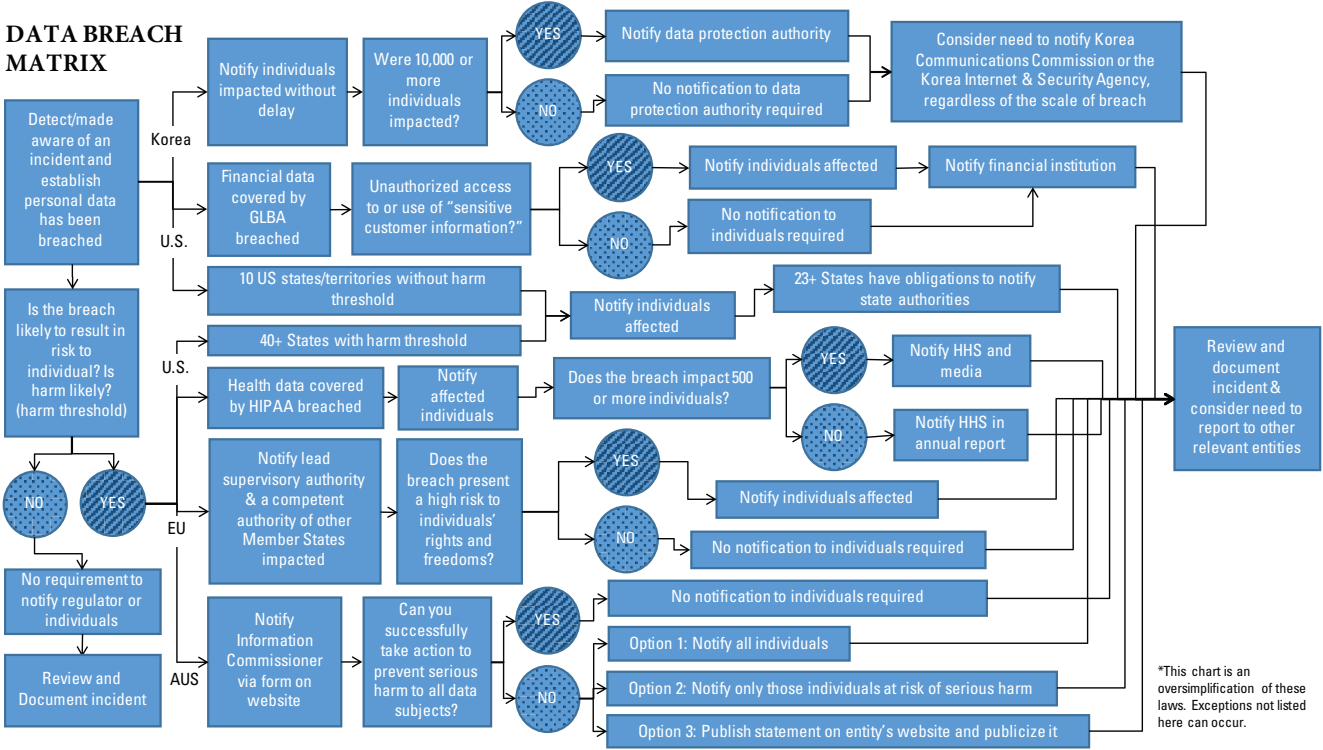 DATA BREACH
MATRIX
Detect/made
aware of an
incident and
establish
personal data
has been
breached
Is the breach
likely to result in
risk to
individual? Is
harm likely?
(harm threshold)
NO
YES
No requirement to
notify regulator or
individuals
Review and
Document incident
Korea
Notify individuals
impacted without
delay
Were 10,000 or
more
individuals
impacted?
YES
Notify data protection authority
NO
No notification to data
protection authority required
Consider need to notify Korea
Communications Commission or the
Korea Internet & Security Agency,
regardless of the scale of breach
U.S.
Financial data
covered by
GLBA
breached
Unauthorized access
to or use of “sensitive
customer information?”
YES
Notify individuals affected
Notify financial institution
NO
No notification to
individuals required
10 US states/territories without harm
threshold
U.S.
40+ States with harm threshold
Notify individuals
affected
23+ States have obligations to notify
state authorities
Health data covered
by HIPAA breached
Notify
affected
individuals
Does the breach impact 500
or more individuals?
YES
Notify HHS and
media
NO
Notify HHS in
annual report
EU
Notify lead
supervisory authority
& a competent
authority of other
Member States
impacted
Does the
breach present
a high risk to
individuals’
rights and
freedoms?
YES
Notify individuals affected
NO
No notification to individuals required
AUS
Notify
Information
Commissioner
via form on
website
Can you
successfully
take action to
prevent serious
harm to all data
subjects?
YES
No notification to individuals required
NO
Option 1: Notify all individuals
Option 2: Notify only those individuals at risk of serious harm
Option 3: Publish statement on entity’s website and publicize it
Review and
document
incident &
consider need to
report to other
relevant entities
*This chart is an
oversimplification of these
laws. Exceptions not listed
here can occur.